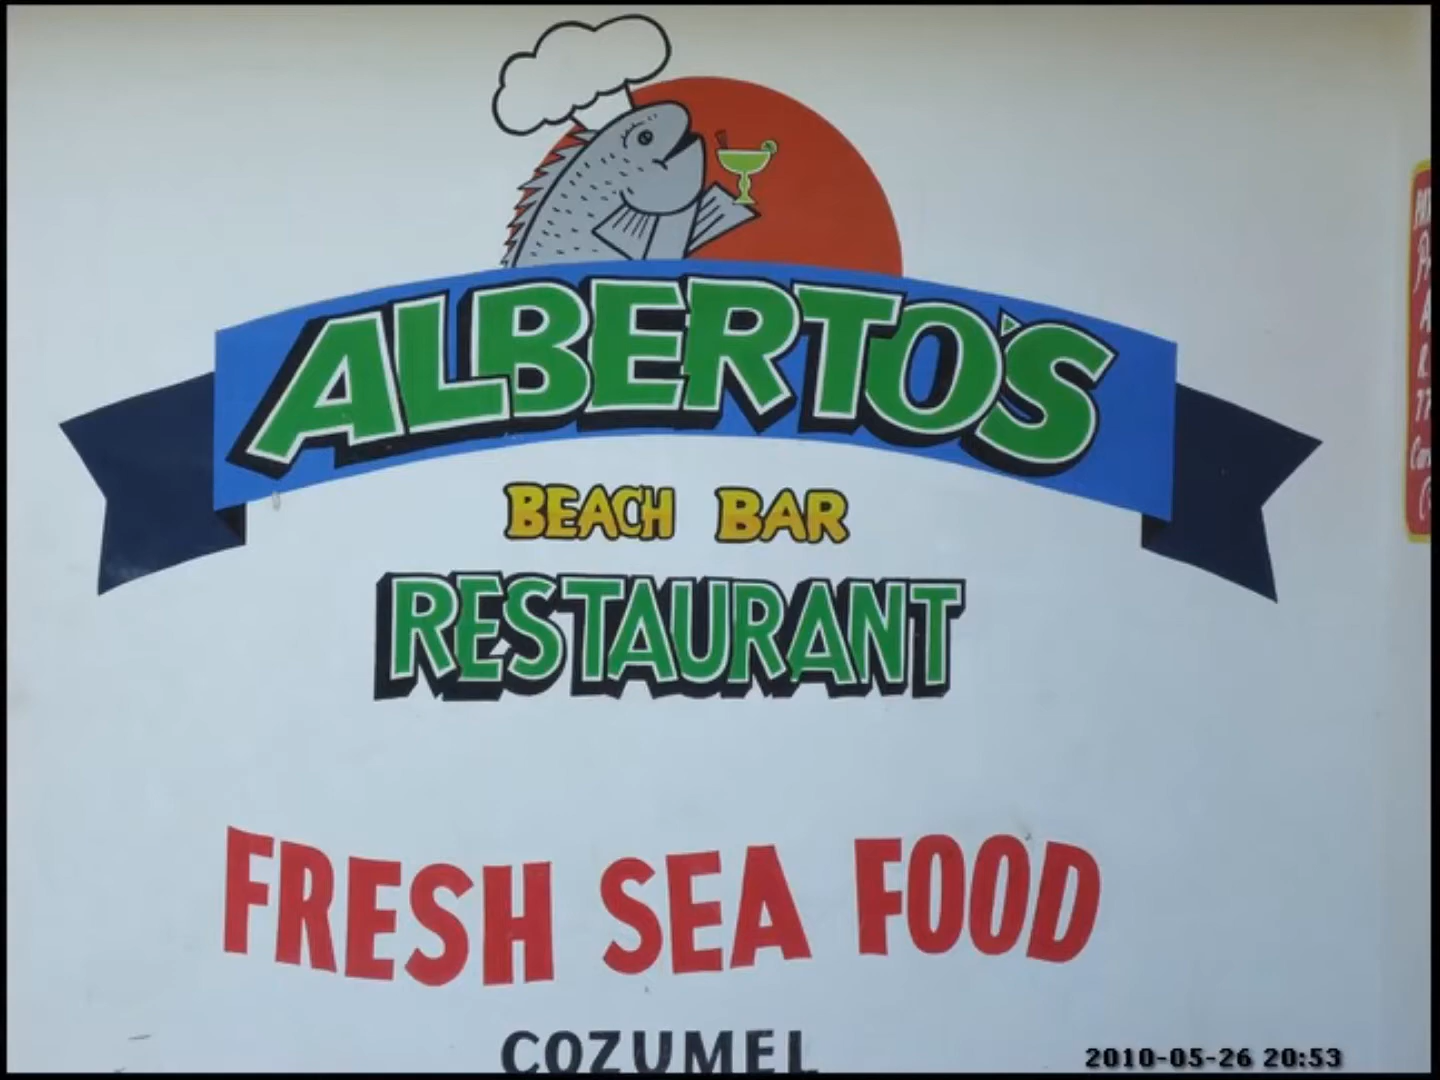 ALBERTO'S
BEACH BAR
RESTAURANT
FRESH SEA FOOD
COZUMEL
2010-05-26 20:53